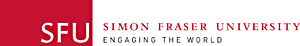 SFU SIMON FRASER UNIVERSITY
ENGAGING THE WORLD